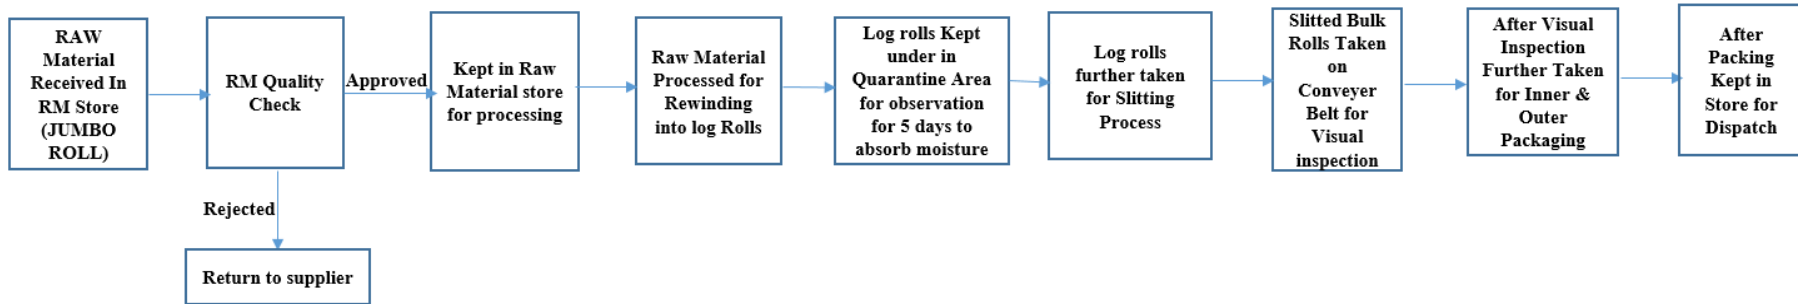 RAW
Material
Received In
RM Store
(JUMBO
ROLL)
RM Quality
Check
Approved
Rejected
Return to supplier
Kept in Raw
Material store
for processing
Raw Material
Processed for
Rewinding
into log Rolls
Log rolls Kept
under in
Quarantine Area
for observation
for 5 days to
absorb moisture
Log rolls
further taken
for Slitting
Process
Slitted Bulk
Rolls Taken
on
Conveyer
Belt for
Visual
inspection
After Visual
Inspection
Further Taken
for Inner &
Outer
Packaging
After
Packing
Kept in
Store for
Dispatch